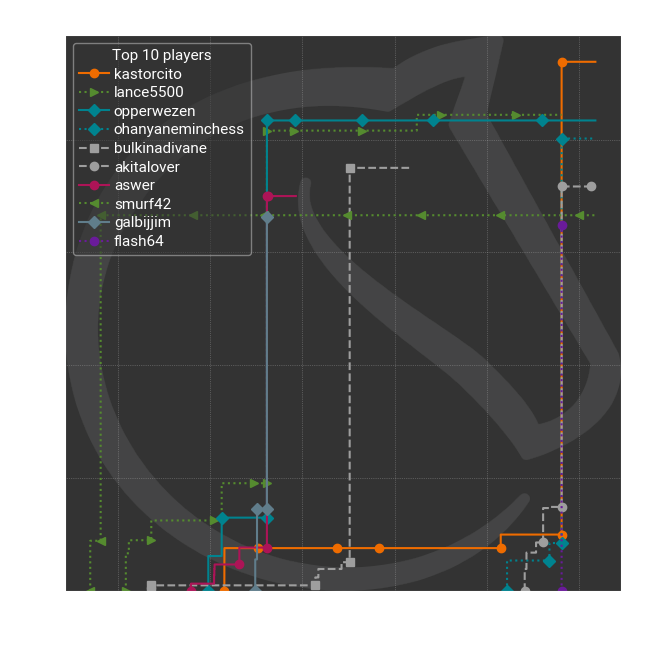 Top 10 players
kastorcito
lance5500
opperwezen
ohanyaneminchess
bulkinadivane
akitalover
aswer
smurf42
galbijjim
flash64